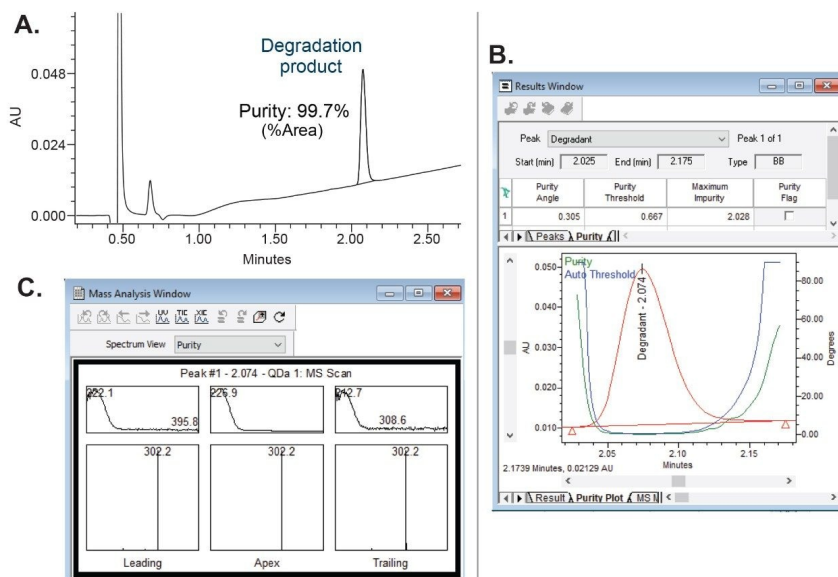 A.
Degradation
product
Purity: 99.7%
(%Area)
AU
0.048
0.024
0.000
0.50
1.00
1.50
2.00
2.50
Minutes
B.
Results Window
Peak Degradant Peak 1 of 1
Start (min) 2.025 End (min) 2.175 Type BB
Purity Angle Purity Threshold Maximum Impurity Purity Flag
1 0.305 0.667 2.028
Peaks Purity
Purity
Auto Threshold
Degradant - 2.074
AU
0.050
0.040
0.030
0.020
0.010
80.00
60.00
40.00
20.00
0.00
Degrees
2.05
2.10
2.15
Minutes
2.1739 Minutes, 0.02129 AU
Result Purity Plot
C.
Mass Analysis Window
UV TIC XIC
Spectrum View Purity
Peak #1 - 2.074 - QDa 1: MS Scan
395.8
308.6
302.2 302.2 302.2
Leading Apex Trailing